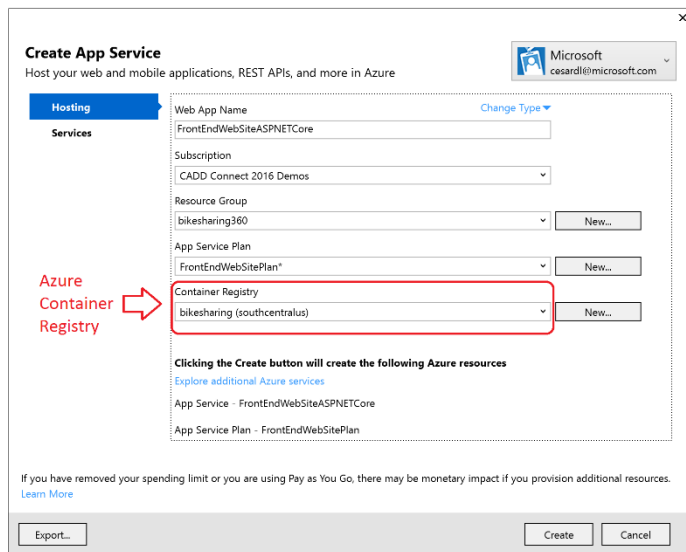 Create App Service
Host your web and mobile applications, REST APIs, and more in Azure
Microsoft
cesardl@microsoft.com
Hosting
Services
Web App Name
Change Type
FrontEndWebSiteASPNETCore
Subscription
CADD Connect 2016 Demos
Resource Group
bikesharing360
New...
App Service Plan
FrontEndWebSitePlan*
New...
Azure
Container
Registry
Container Registry
bikesharing (southcentralus)
New...
Clicking the Create button will create the following Azure resources
Explore additional Azure services
App Service - FrontEndWebSiteASPNETCore
App Service Plan - FrontEndWebSitePlan
If you have removed your spending limit or you are using Pay as You Go, there may be monetary impact if you provision additional resources.
Learn More
Export...
Create
Cancel